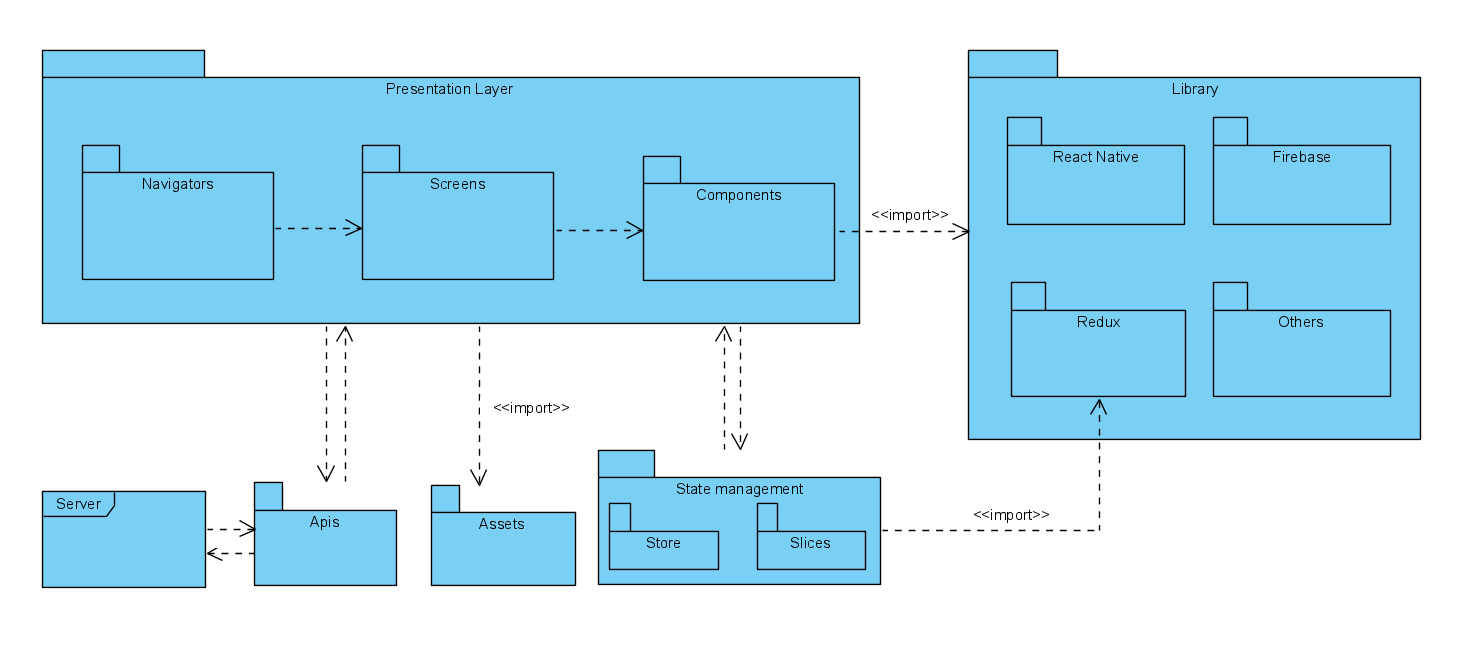 Presentation Layer
Library
Navigators
Screens
Components
React Native
Firebase
<<import>>
Redux
Others
<<import>>
Server
Apis
Assets
State management
Store
Slices
<<import>>